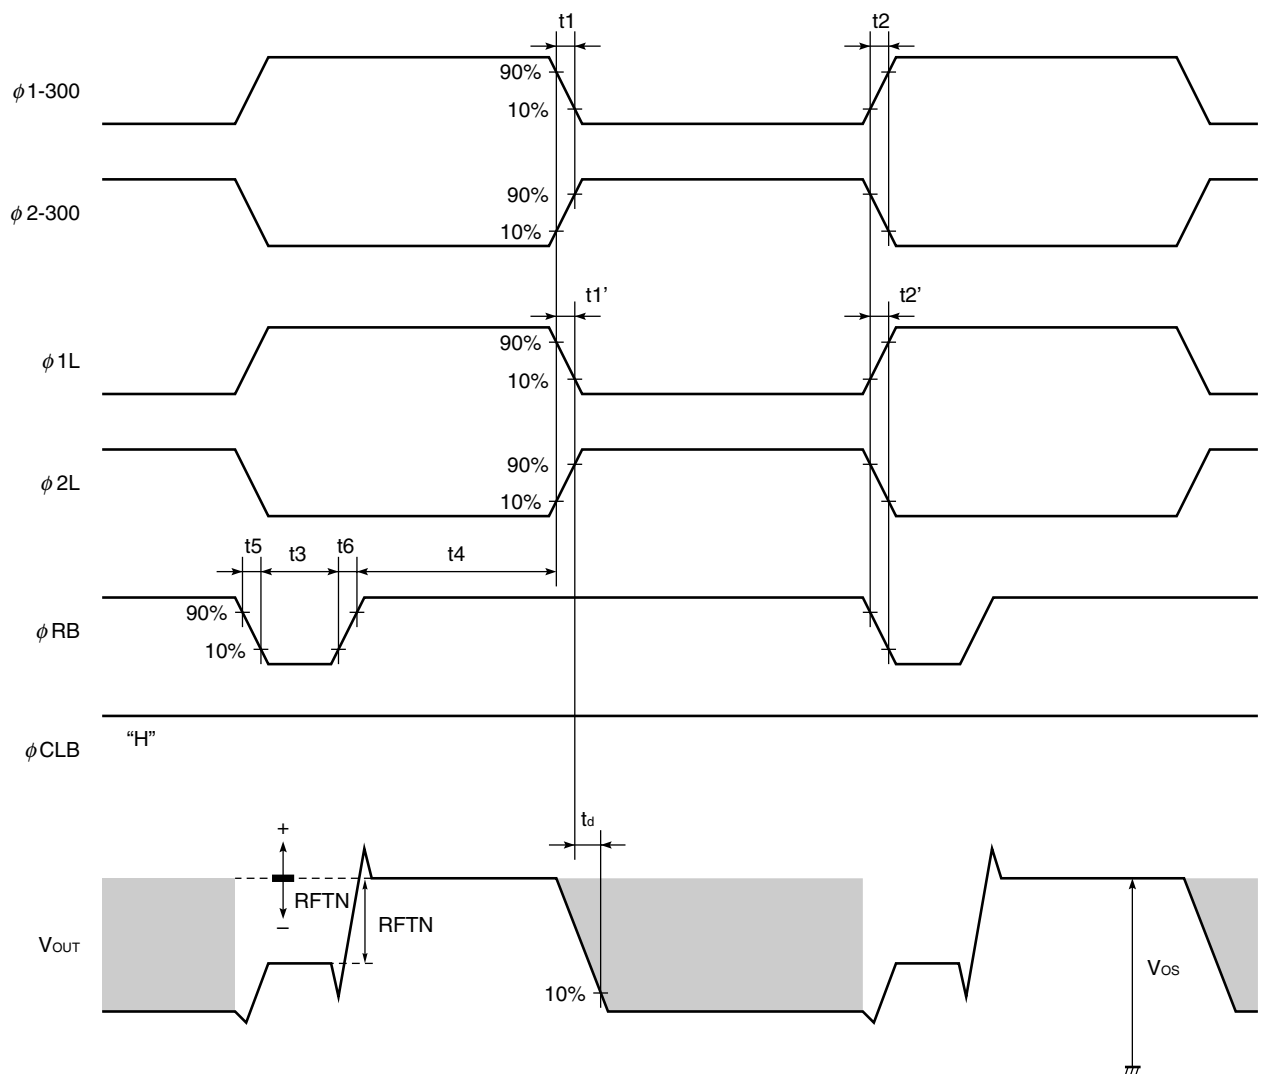 t1 t2
90%
ϕ1-300
10%
90%
ϕ2-300
10%
t1’ t2’
90%
ϕ1L
10%
90%
ϕ2L
10%
t5 t3 t6 t4
90%
ϕRB
10%
“H”
ϕCLB
td
+
RFTN
RFTN
−
VOUT
VOS
10%